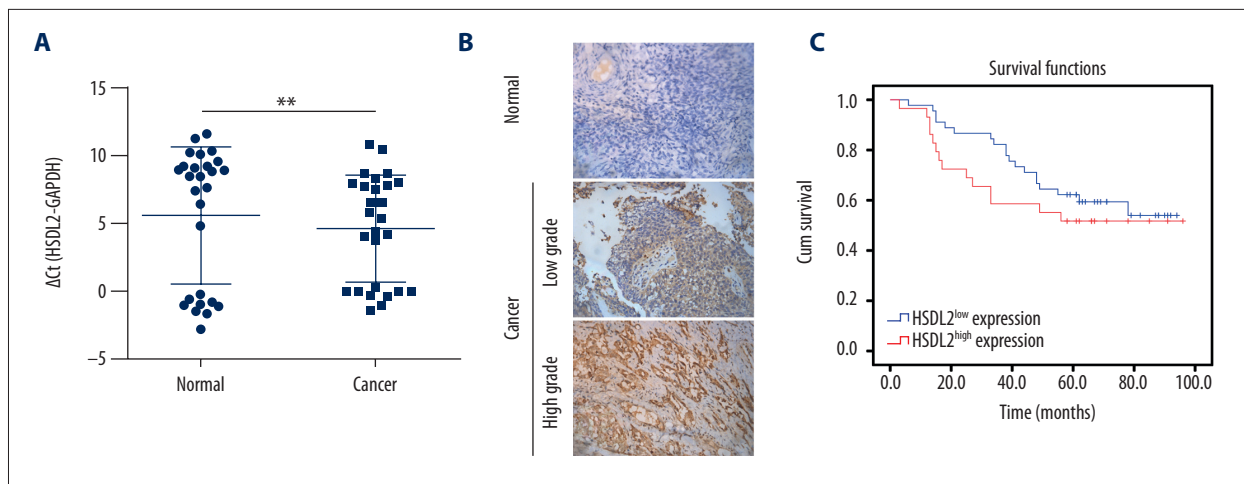 A
15
10
5
0
−5
ΔCt (HSDL2-GAPDH)
**
Normal
Cancer
B
Normal
Cancer
Low grade
High grade
C
Survival functions
1.0
0.8
0.6
0.4
0.2
0.0
Cum survival
HSDL2low expression
HSDL2high expression
0.0 20.0 40.0 60.0 80.0 100.0
Time (months)